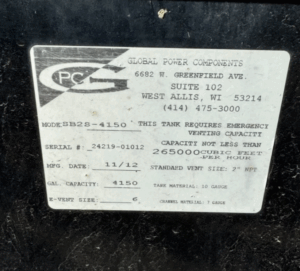 GPC
GLOBAL POWER COMPONENTS
6682 W. GREENFIELD AVE.
SUITE 102
WEST ALLIS, WI 53214
(414) 475-3000
MODEL SB2S-4150 THIS TANK REQUIRES EMERGENCY
VENTING CAPACITY
SERIAL #: 24219-01012 CAPACITY NOT LESS THAN
265000 CUBIC FEET
PER HOUR
MFG. DATE: 11/12 STANDARD VENT SIZE: 2" NPT
GAL CAPACITY: 4150 TANK MATERIAL: 10 GAUGE
E-VENT SIZE 6 CHANNEL MATERIAL: 7 GAUGE